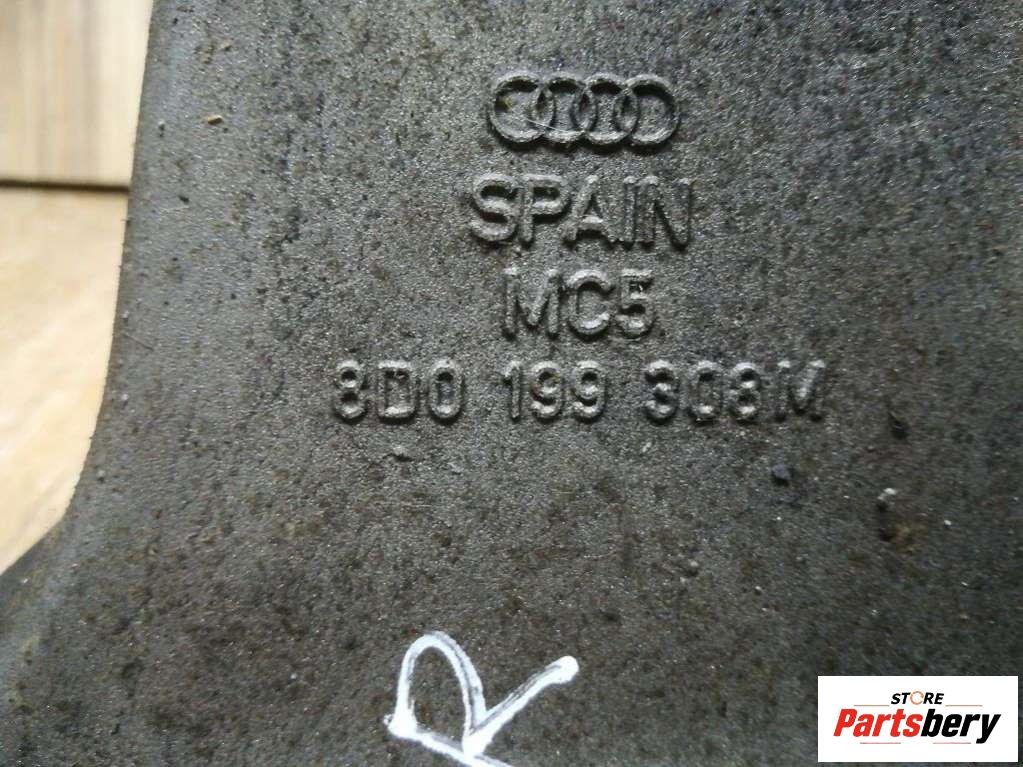 SPAIN
MC5
8D0 199 308M
R
STORE
Partsbery